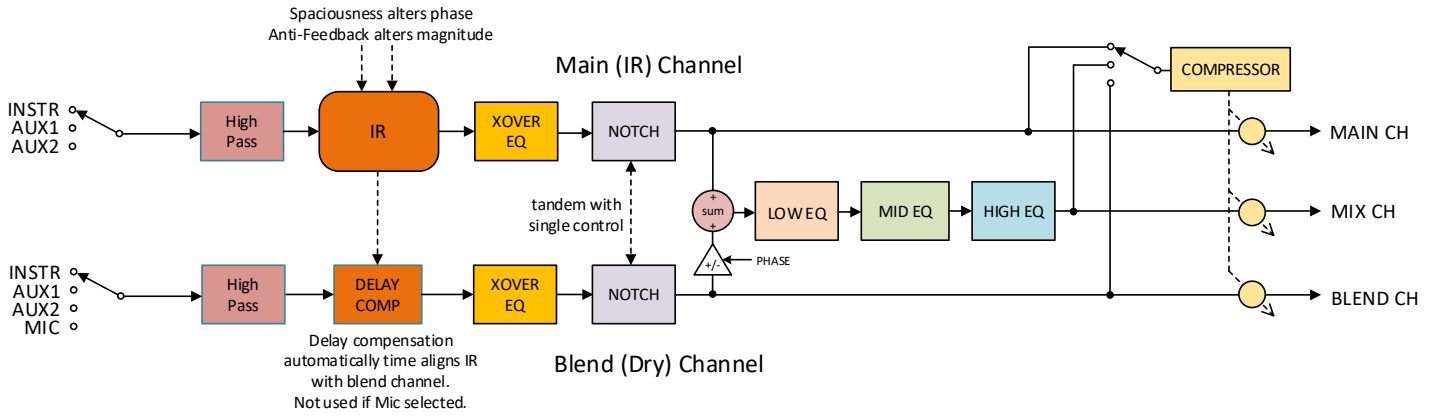 Spaciousness alters phase
Anti-Feedback alters magnitude
Main (IR) Channel
COMPRESSOR
INSTR
AUX1
AUX2
High
Pass
IR
XOVER
EQ
NOTCH
MAIN CH
tandem with
single control
+
sum
+
LOW EQ
MID EQ
HIGH EQ
MIX CH
+/-
PHASE
INSTR
AUX1
AUX2
MIC
High
Pass
DELAY
COMP
XOVER
EQ
NOTCH
BLEND CH
Delay compensation
automatically time aligns IR
with blend channel.
Not used if Mic selected.
Blend (Dry) Channel